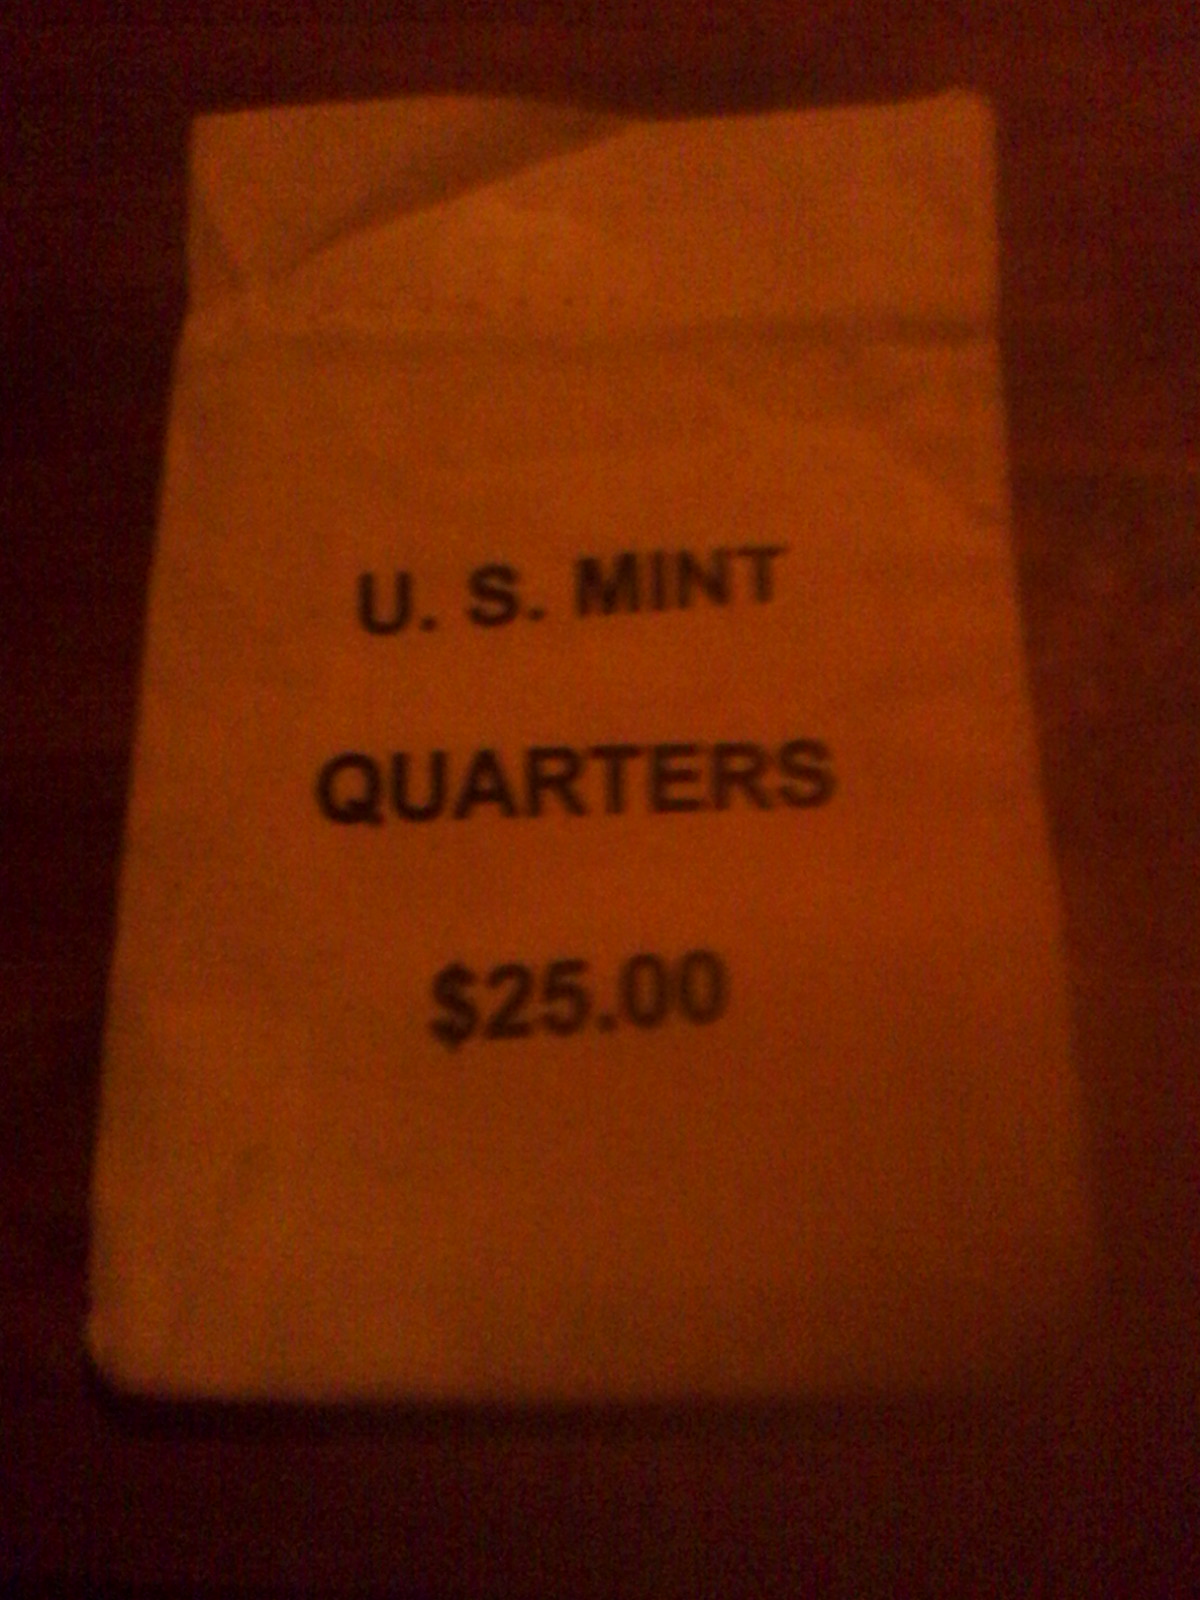 U. S. MINT
QUARTERS
$25.00